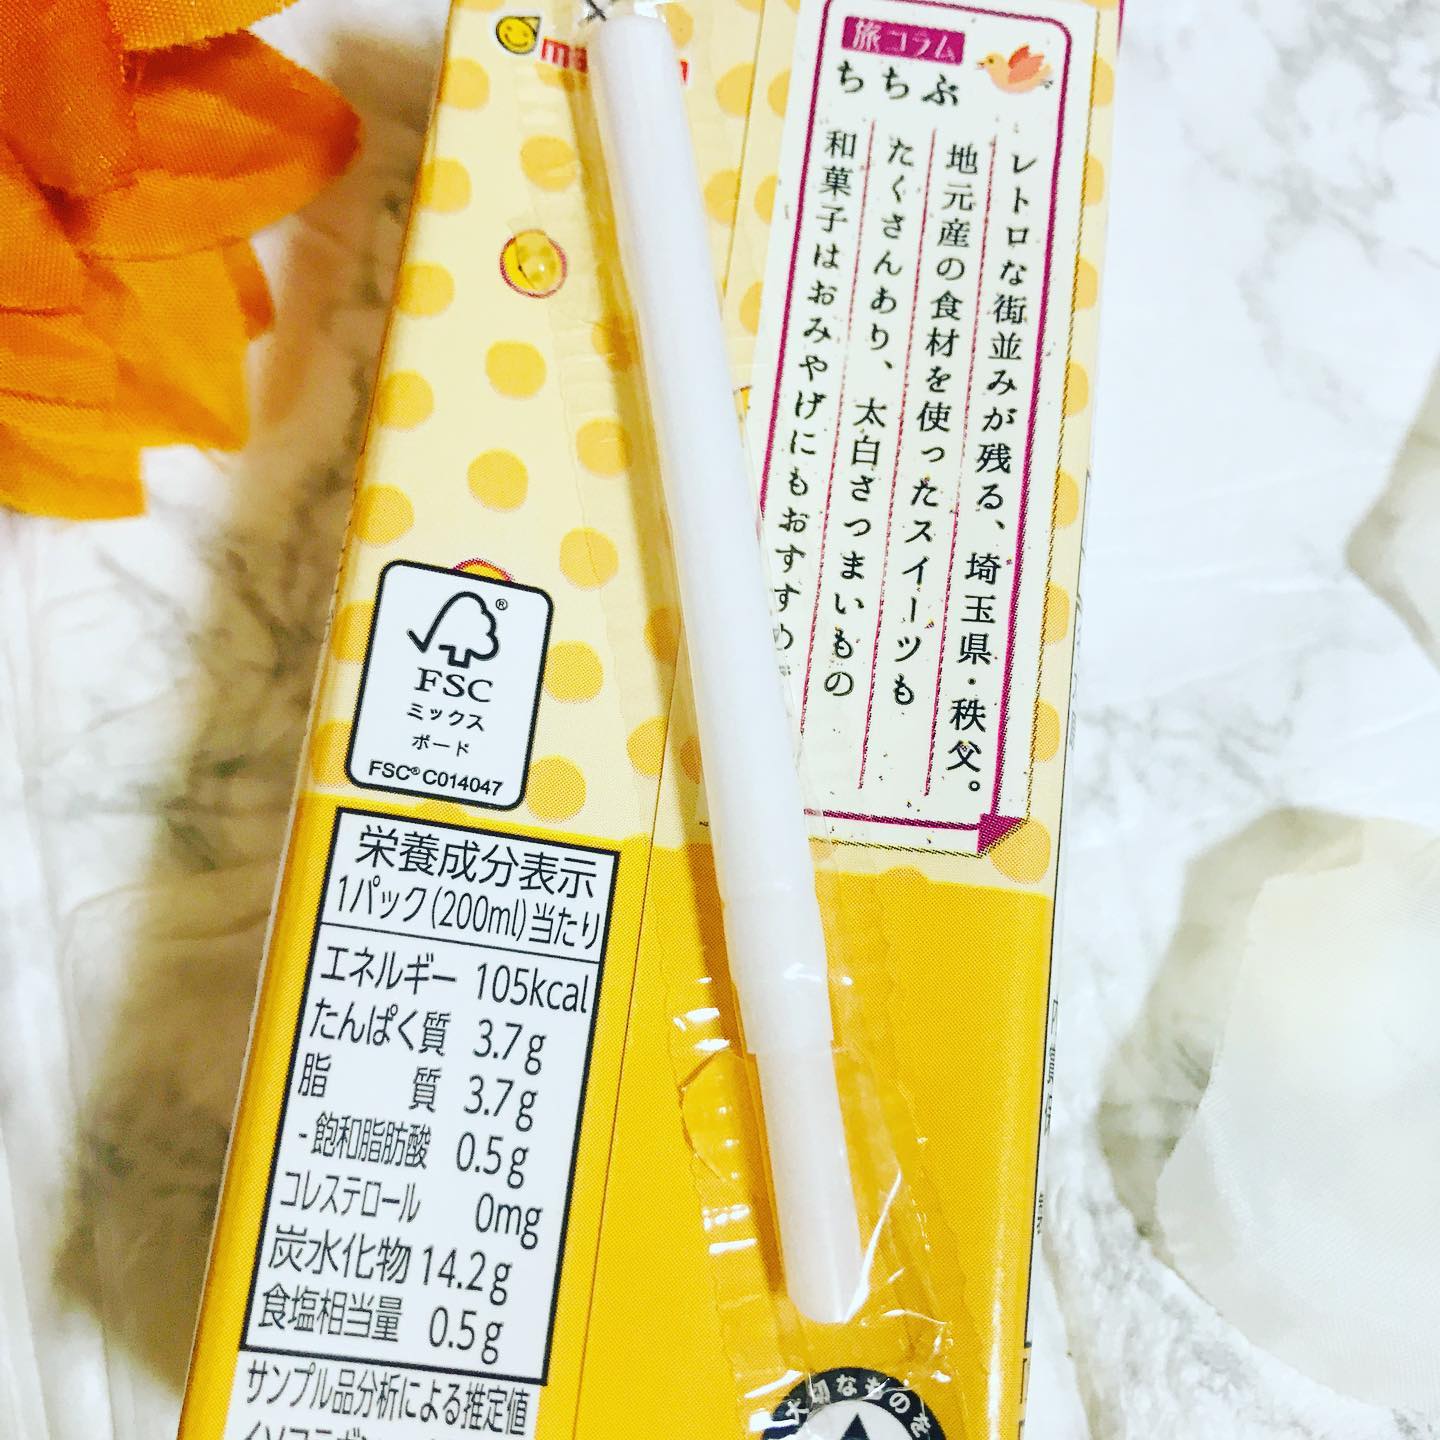 旅コラム
ちちぶ
レトロな街並みが残る、埼玉県・秩父。
地元産の食材を使ったスイーツも
たくさんあり、太白さつまいもの
和菓子はおみやげにもおすすめ
FSC
ミックス
ボード
FSC® C014047
栄養成分表示
1パック(200ml)当たり
エネルギー 105kcal
たんぱく質 3.7g
脂質 3.7g
-飽和脂肪酸 0.5g
コレステロール 0mg
炭水化物 14.2g
食塩相当量 0.5g
サンプル品分析による推定値
大切なものを